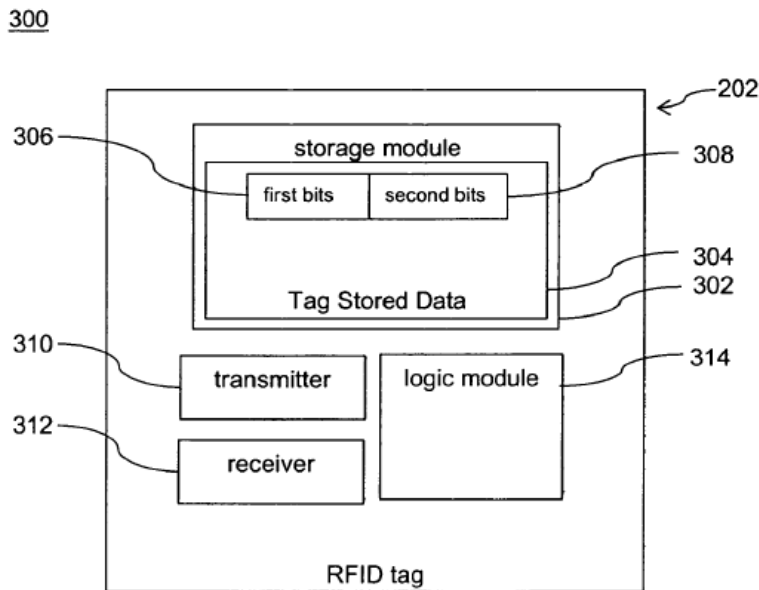 300
202
306
storage module
308
first bits
second bits
304
Tag Stored Data
302
310
transmitter
logic module
314
312
receiver
RFID tag